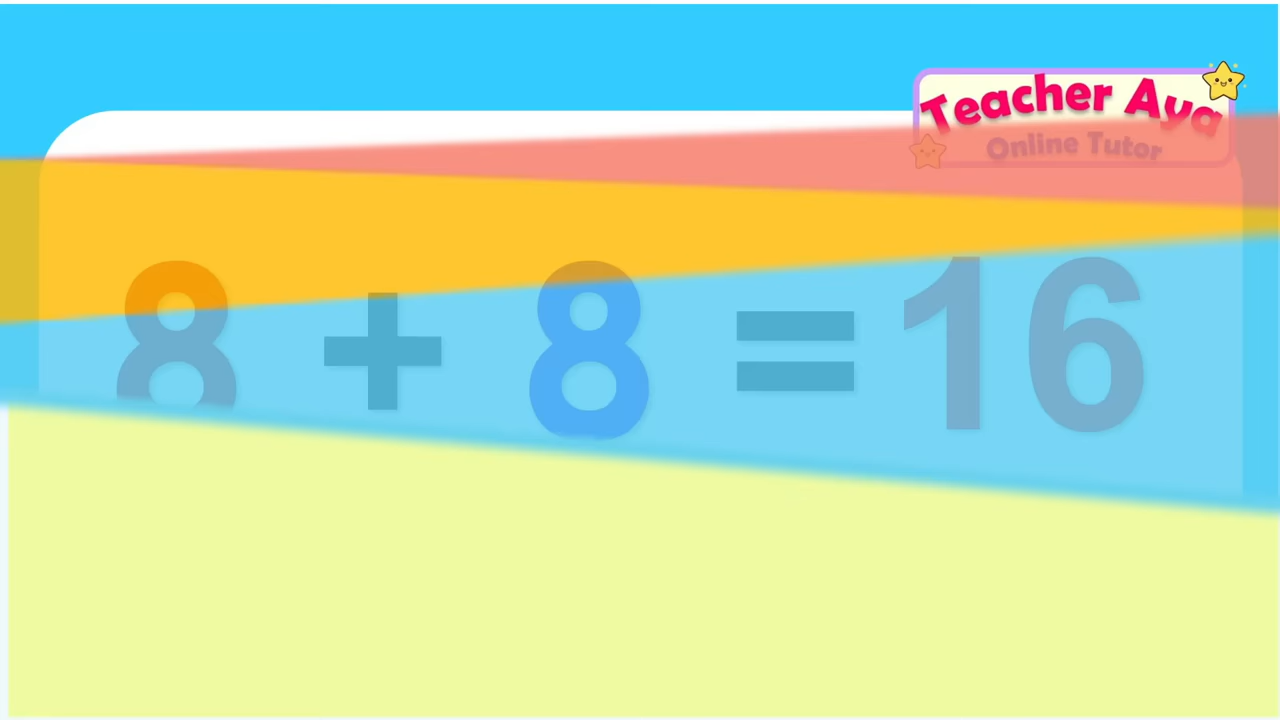 Teacher Aya
Online Tutor
8 + 8 = 16